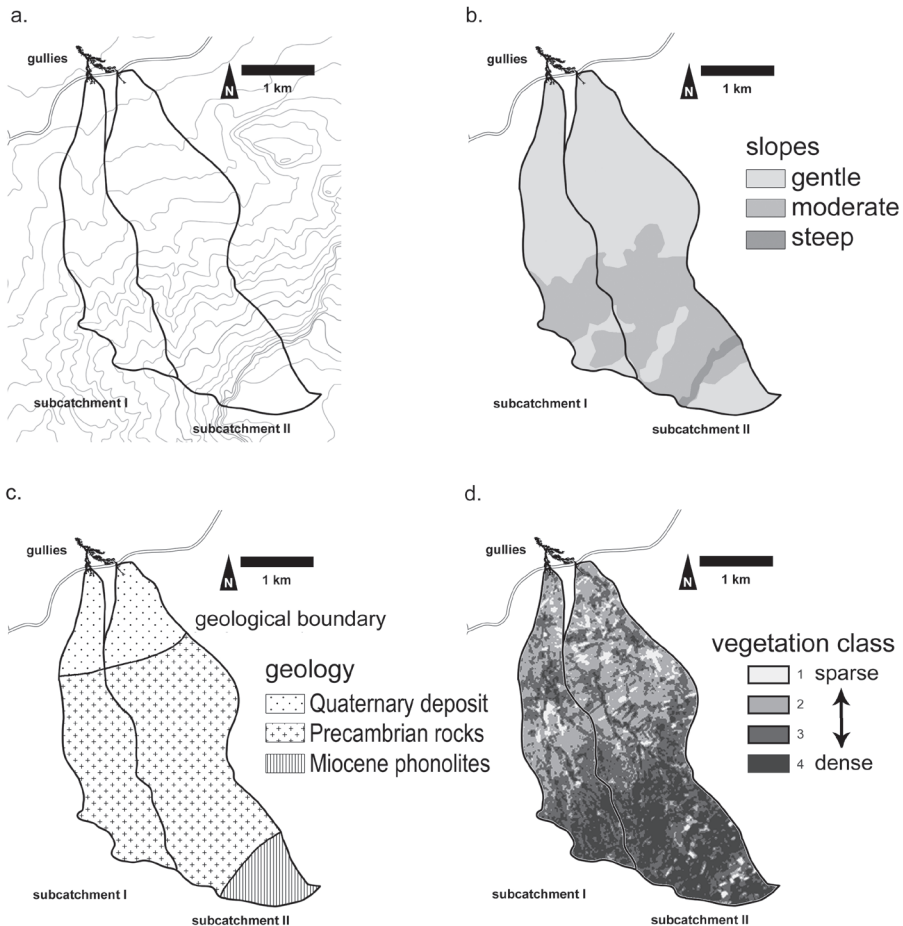 a.
gullies
N
1 km
subcatchment I
subcatchment II
b.
gullies
N
1 km
slopes
gentle
moderate
steep
subcatchment I
subcatchment II
c.
gullies
N
1 km
geological boundary
geology
Quaternary deposit
Precambrian rocks
Miocene phonolites
subcatchment I
subcatchment II
d.
gullies
N
1 km
vegetation class
1 sparse
2
3
4 dense
subcatchment I
subcatchment II